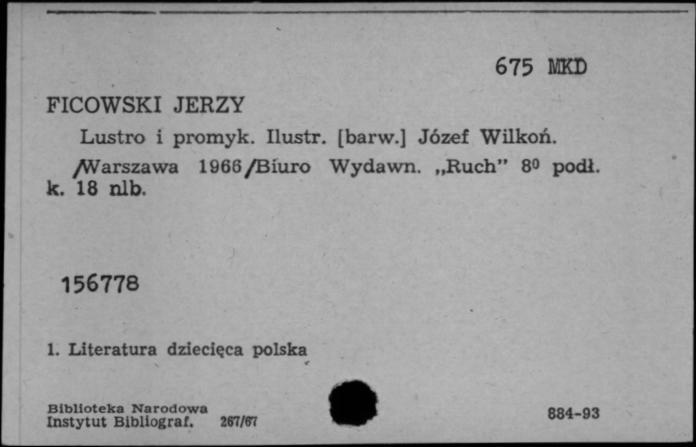 675 MKD
FICOWSKI JERZY
Lustro i promyk. Ilustr. [barw.] Józef Wilkoń.
/Warszawa 1966/Biuro Wydawn. „Ruch” 8⁰ podł.
k. 18 nlb.
156778
1. Literatura dziecięca polska
Biblioteka Narodowa
Instytut Bibliograf. 267/67
884-93